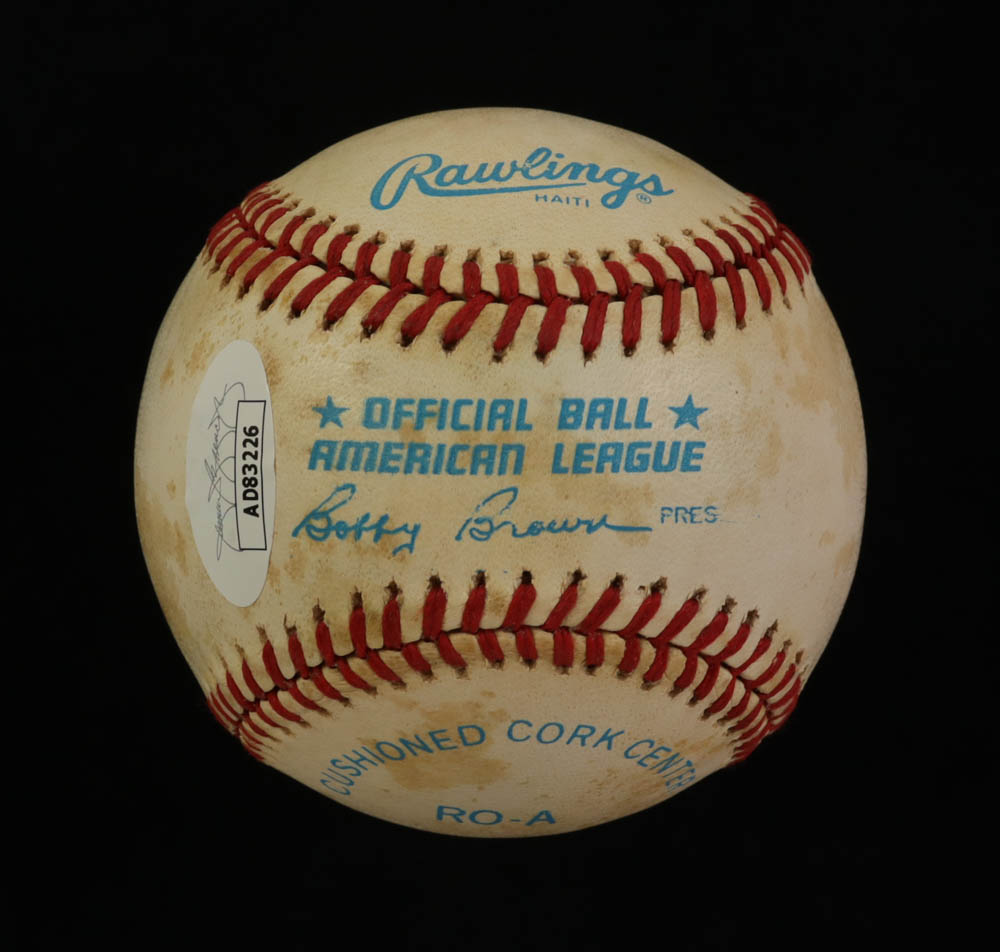 Rawlings
HAITI ®
★ OFFICIAL BALL ★
AMERICAN LEAGUE
Bobby Brown PRES
AD83226
CUSHIONED CORK CENTER
RO-A